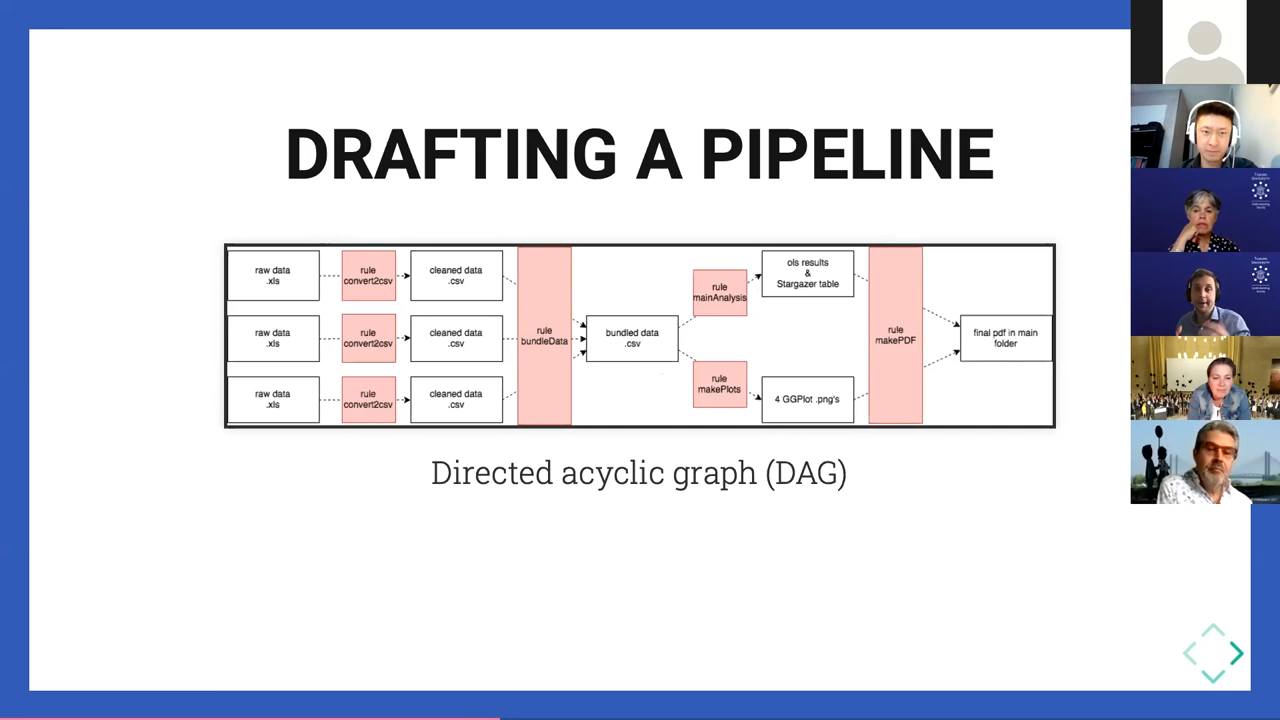 DRAFTING A PIPELINE
raw data
.xls
rule
convert2csv
cleaned data
.csv
raw data
.xls
rule
convert2csv
cleaned data
.csv
raw data
.xls
rule
convert2csv
cleaned data
.csv
rule
bundleData
bundled data
.csv
rule
mainAnalysis
ols results
&
Stargazer table
rule
makePlots
4 GGPlot .png's
rule
makePDF
final pdf in main
folder
Directed acyclic graph (DAG)